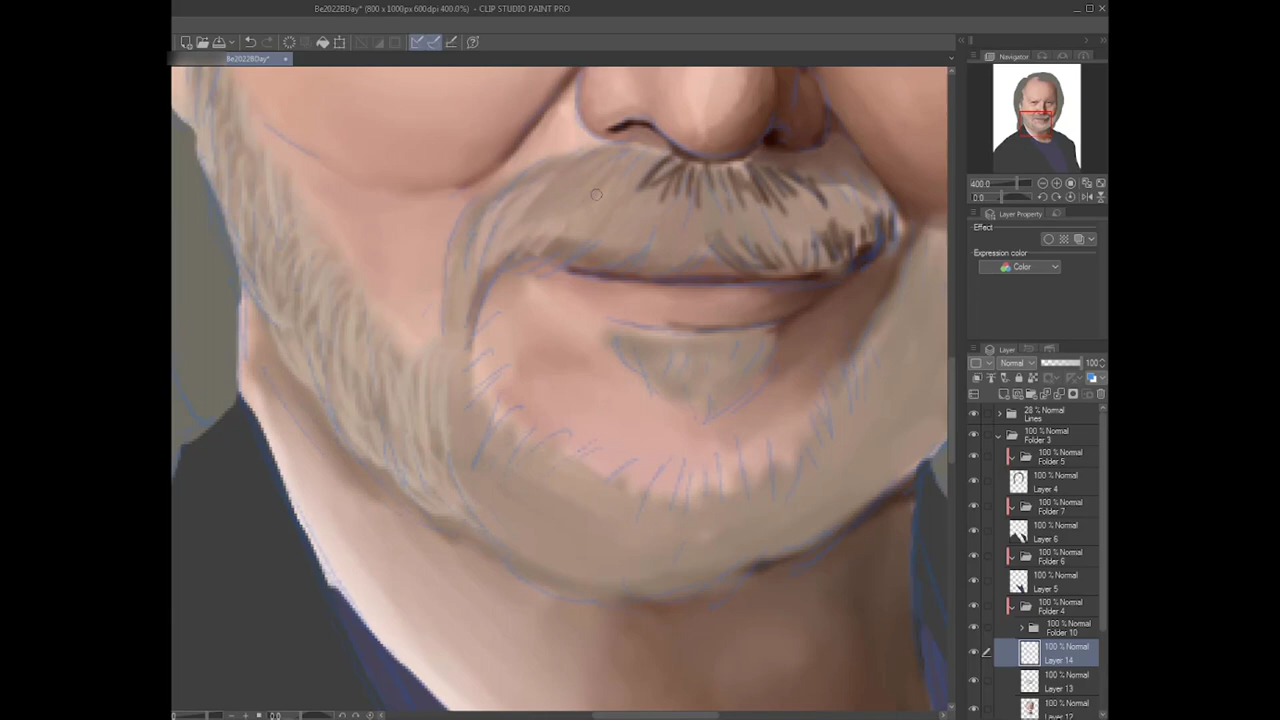 Be2022BDay* (800 x 1000px 600dpi 400.0%) - CLIP STUDIO PAINT PRO
Be2022BDay*
Navigator
400.0
0.0
Layer Property
Effect
Expression color
Color
Layer
Normal
100
28 % Normal
Lines
100 % Normal
Folder 3
100 % Normal
Folder 5
100 % Normal
Layer 4
100 % Normal
Folder 7
100 % Normal
Layer 6
100 % Normal
Folder 6
100 % Normal
Layer 5
100 % Normal
Folder 4
100 % Normal
Folder 10
100 % Normal
Layer 14
100 % Normal
Layer 13
100 % Normal
Layer 12
0.0